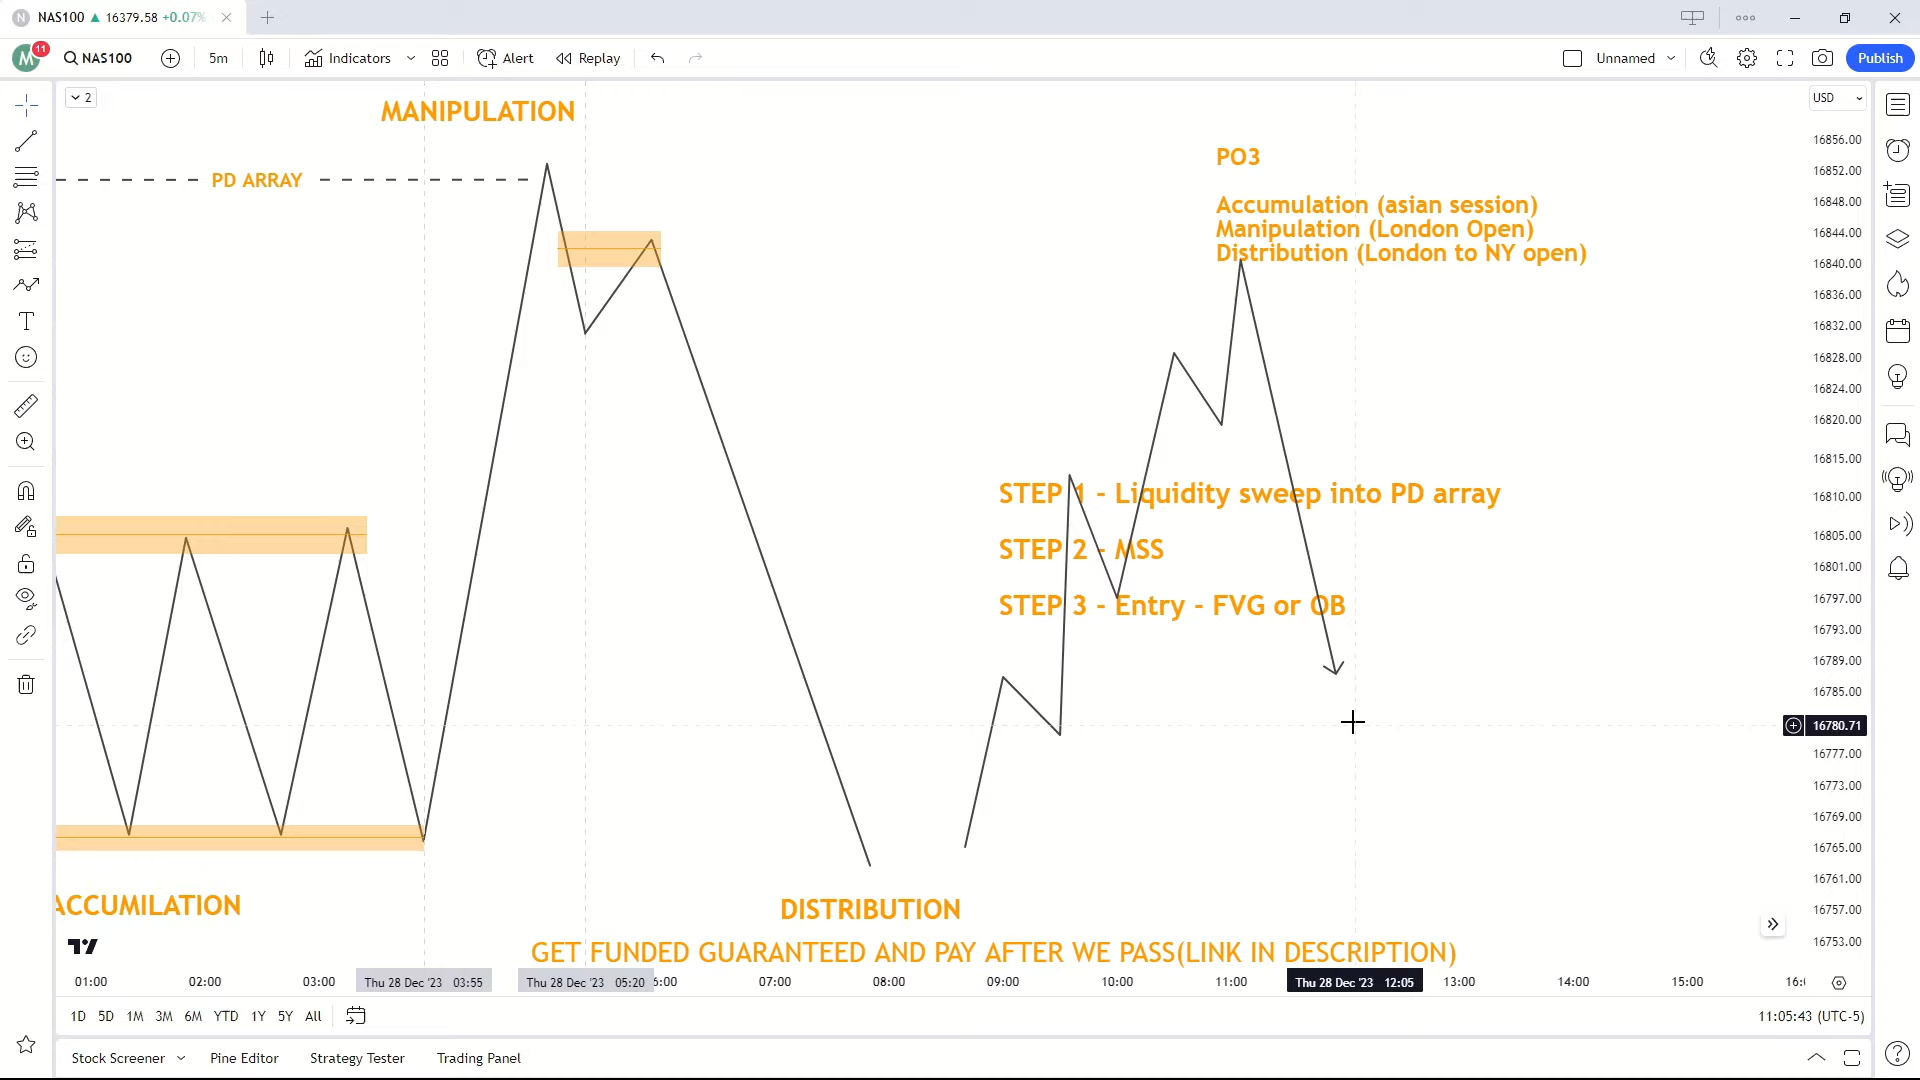 NAS100 ▲ 16379.58 +0.07%
M 11 NAS100 5m Indicators Alert Replay Unnamed Publish
2
USD
MANIPULATION
PD ARRAY
PO3
Accumulation (asian session)
Manipulation (London Open)
Distribution (London to NY open)
STEP 1 - Liquidity sweep into PD array
STEP 2 - MSS
STEP 3 - Entry - FVG or OB
ACCUMILATION
DISTRIBUTION
GET FUNDED GUARANTEED AND PAY AFTER WE PASS(LINK IN DESCRIPTION)
16856.00
16852.00
16848.00
16844.00
16840.00
16836.00
16832.00
16828.00
16824.00
16820.00
16815.00
16810.00
16805.00
16801.00
16797.00
16793.00
16789.00
16785.00
16780.71
16777.00
16773.00
16769.00
16765.00
16761.00
16757.00
16753.00
01:00 02:00 03:00 Thu 28 Dec '23 03:55 Thu 28 Dec '23 05:20 6:00 07:00 08:00 09:00 10:00 11:00 Thu 28 Dec '23 12:05 13:00 14:00 15:00 16:
1D 5D 1M 3M 6M YTD 1Y 5Y All 11:05:43 (UTC-5)
Stock Screener Pine Editor Strategy Tester Trading Panel